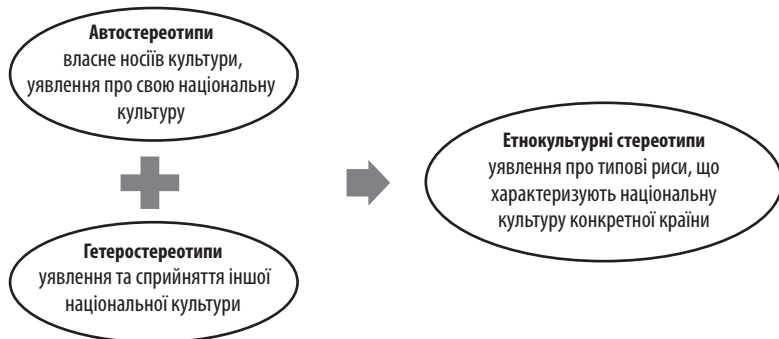 Автостереотипи
власне носіїв культури,
уявлення про свою національну
культуру
Гетеростереотипи
уявлення та сприйняття іншої
національної культури
Етнокультурні стереотипи
уявлення про типові риси, що
характеризують національну
культуру конкретної країни